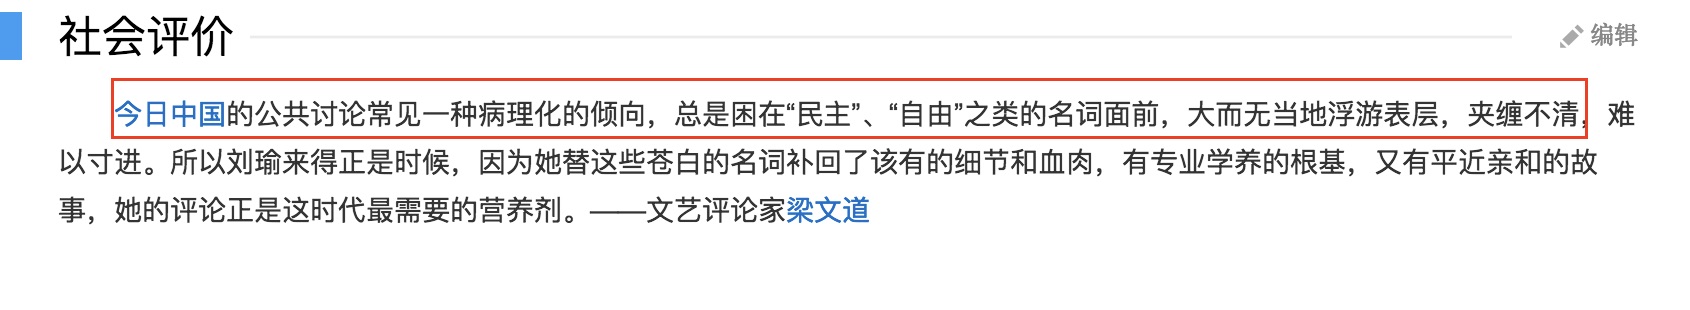 社会评价
编辑
今日中国的公共讨论常见一种病理化的倾向，总是困在“民主”、“自由”之类的名词面前，大而无当地浮游表层，夹缠不清，难
以寸进。所以刘瑜来得正是时候，因为她替这些苍白的名词补回了该有的细节和血肉，有专业学养的根基，又有平近亲和的故
事，她的评论正是这时代最需要的营养剂。——文艺评论家梁文道